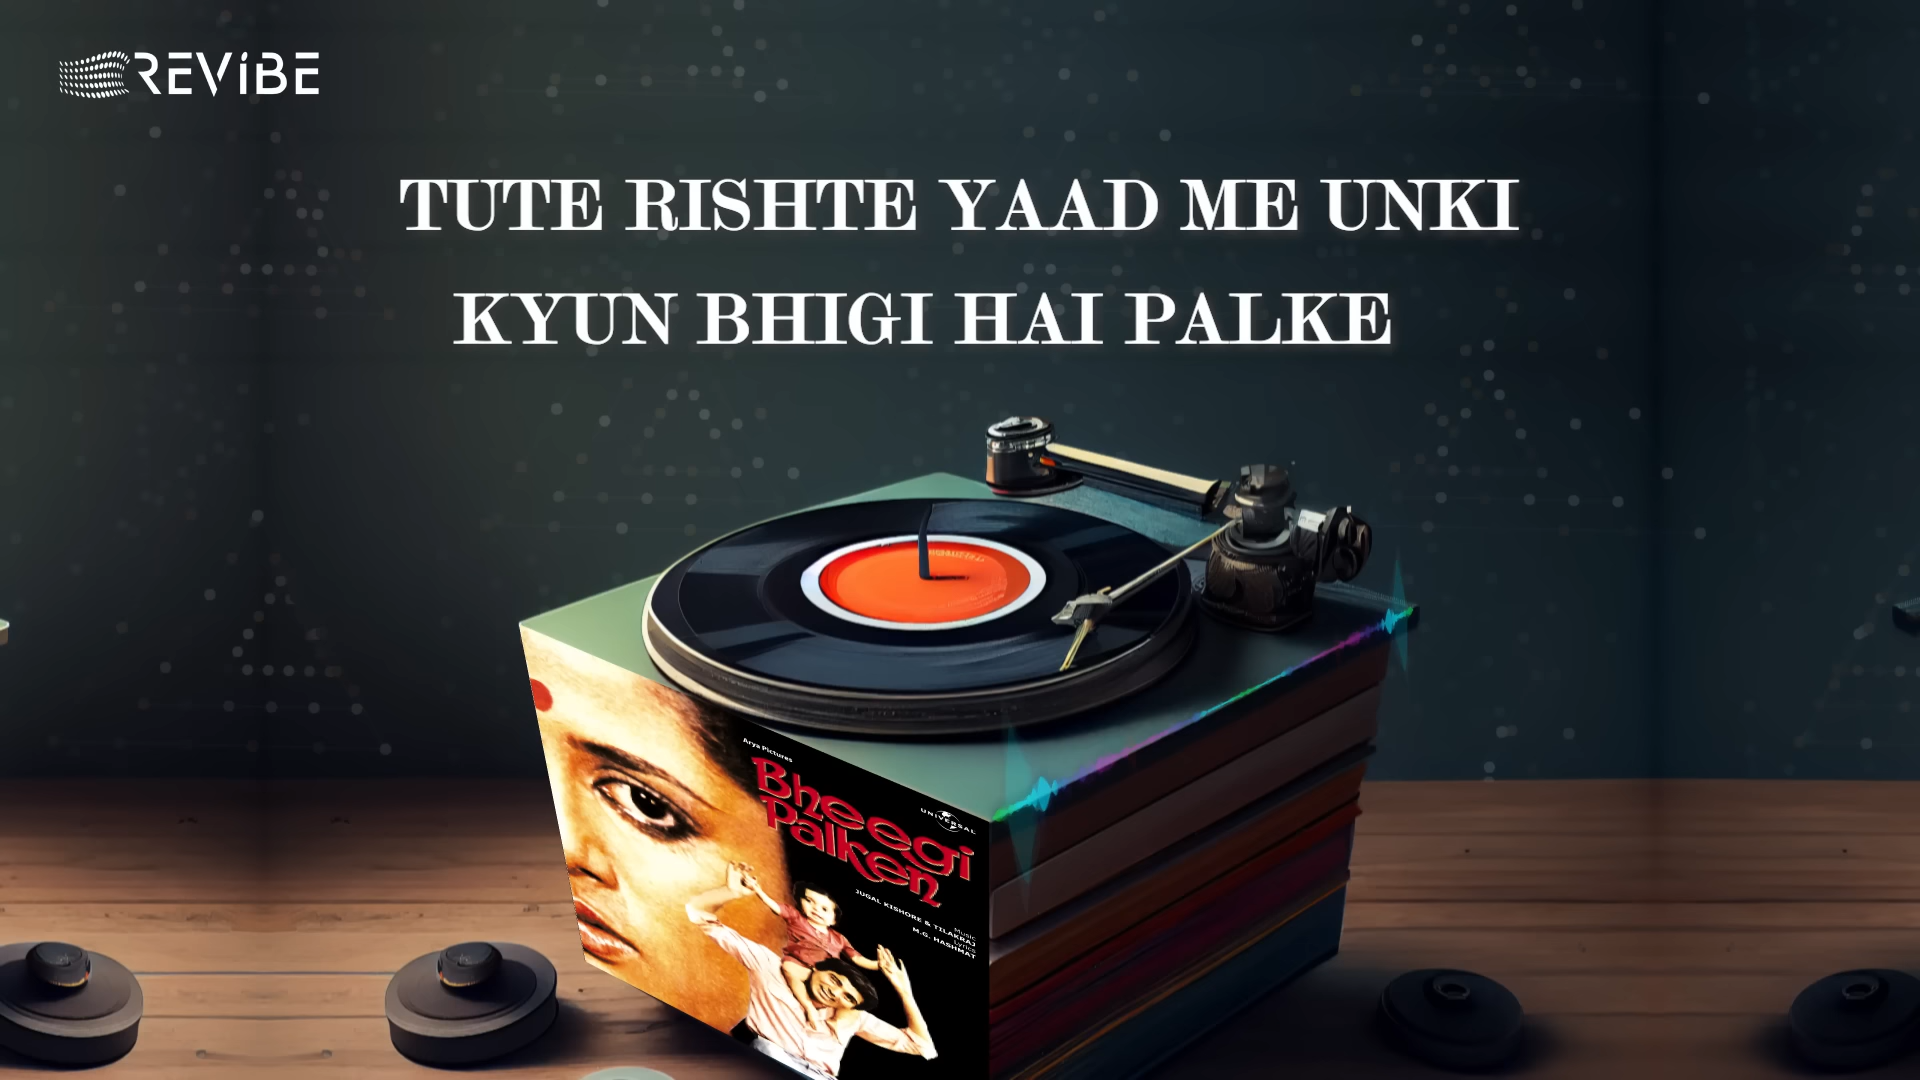 REViBE
TUTE RISHTE YAAD ME UNKI
KYUN BHIGI HAI PALKE
Arya Pictures
Bheegi
Palken
UNIVERSAL
JUGAL KISHORE & TILAKRAJ
Music
Lyrics
M.G. HASHMAT